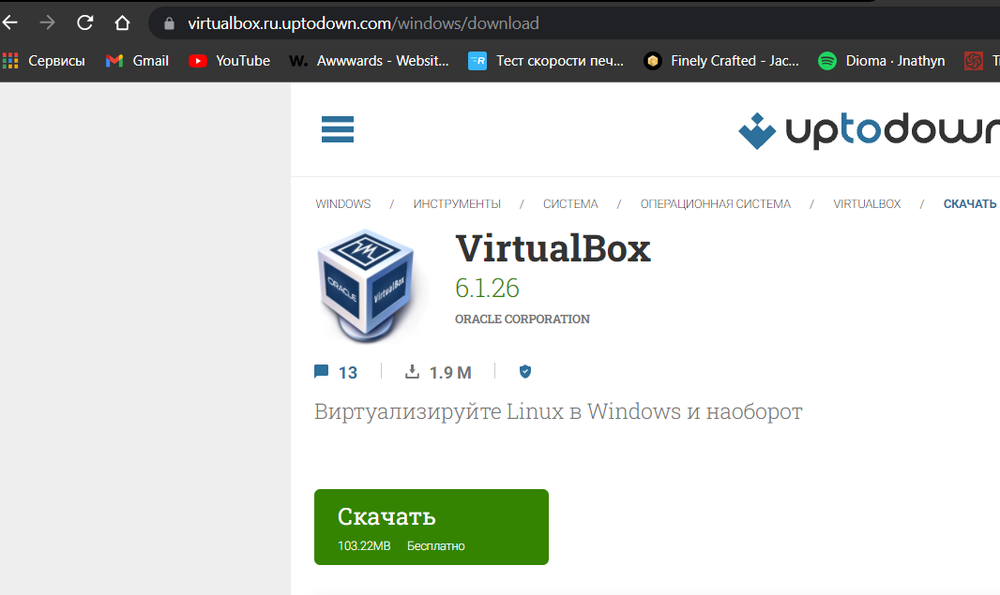 virtualbox.ru.uptodown.com/windows/download
Сервисы Gmail YouTube W. Awwwards - Websit... Тест скорости печ... Finely Crafted - Jac... Dioma · Jnathyn
uptodown
WINDOWS / ИНСТРУМЕНТЫ / СИСТЕМА / ОПЕРАЦИОННАЯ СИСТЕМА / VIRTUALBOX / СКАЧАТЬ
VirtualBox
6.1.26
ORACLE CORPORATION
ORACLE VirtualBox
13 1.9 M
Виртуализируйте Linux в Windows и наоборот
Скачать
103.22MB Бесплатно